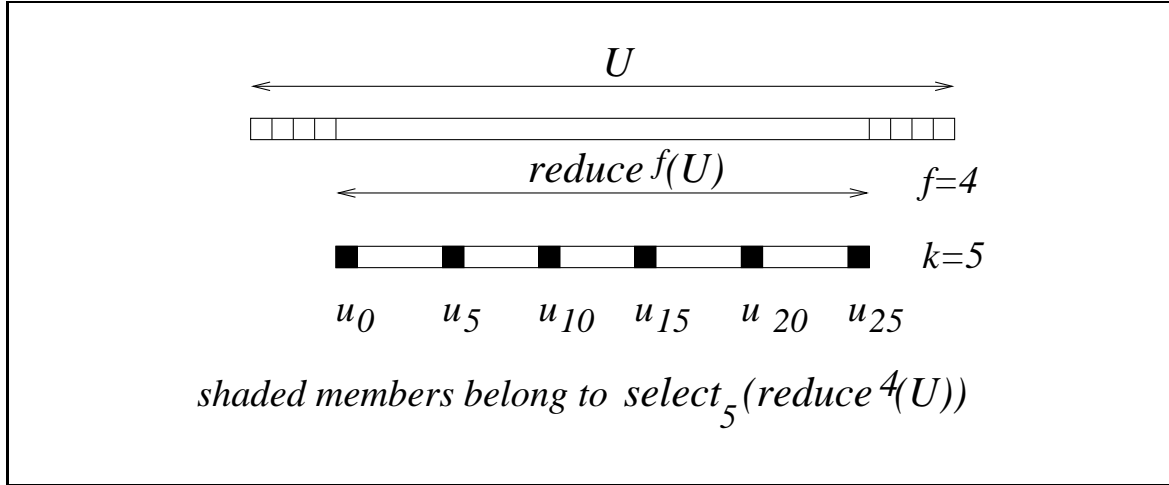 U
reduce f(U)
f=4
k=5
u0 u5 u10 u15 u 20 u25
shaded members belong to select5(reduce 4(U))